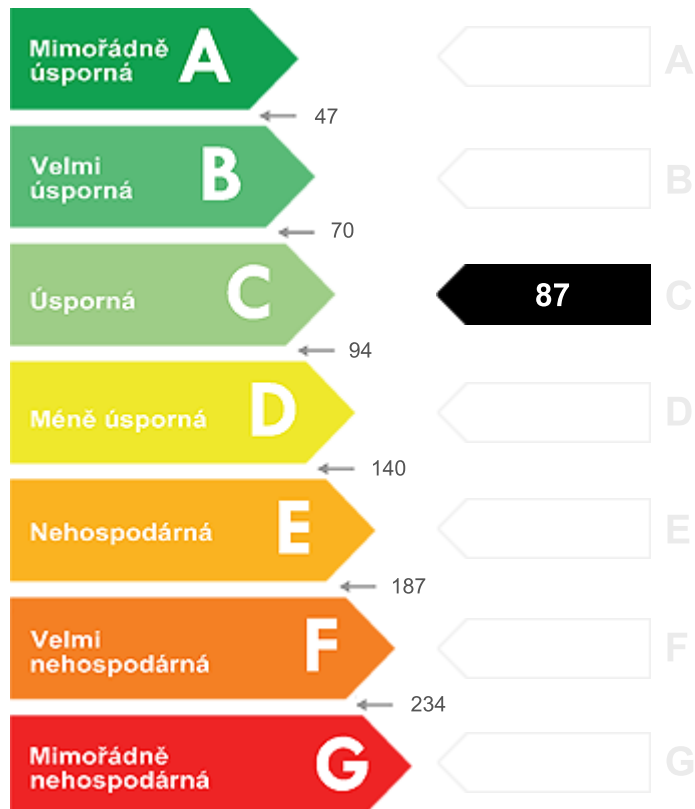 Mimořádně
úsporná
A
A
47
Velmi
úsporná
B
B
70
Úsporná
C
87
C
94
Méně úsporná
D
D
140
Nehospodárná
E
E
187
Velmi
nehospodárná
F
F
234
Mimořádně
nehospodárná
G
G